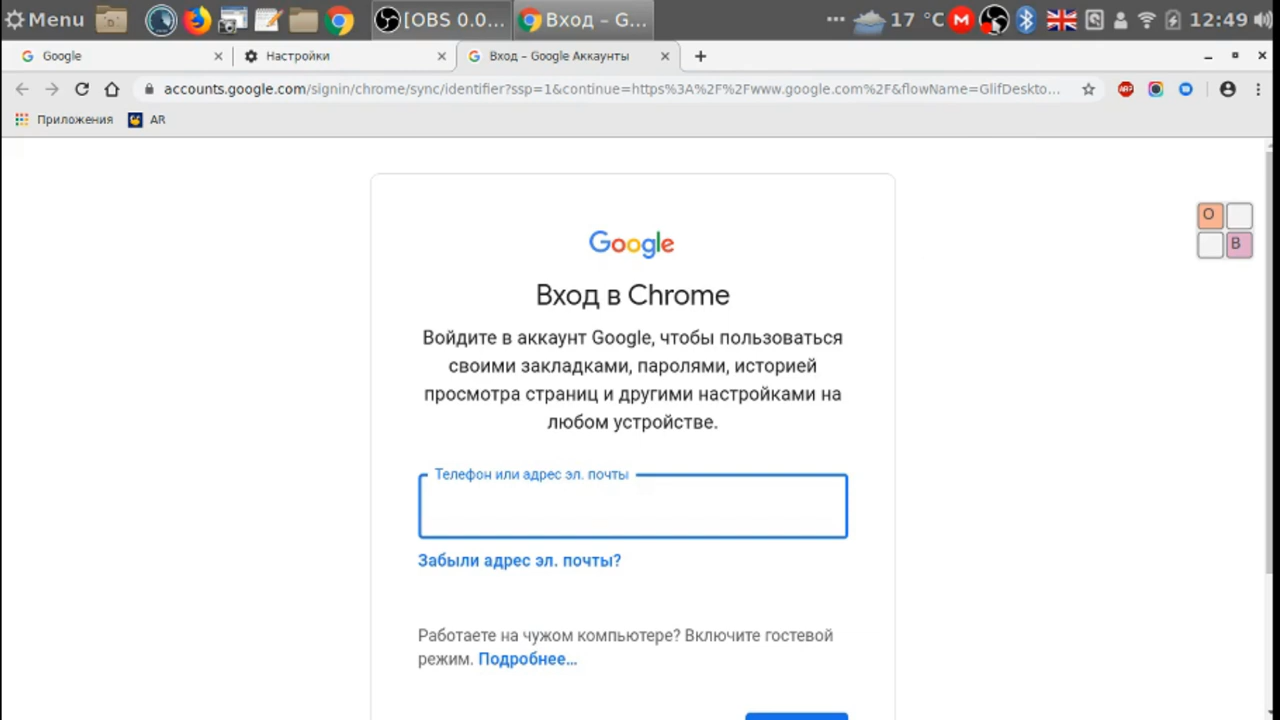 Menu [OBS 0.0... Вход – G... 17 °C 12:49
Google Настройки Вход – Google Аккаунты
accounts.google.com/signin/chrome/sync/identifier?ssp=1&continue=https%3A%2F%2Fwww.google.com%2F&flowName=GlifDeskto...
Приложения AR
O
B
Google
Вход в Chrome
Войдите в аккаунт Google, чтобы пользоваться
своими закладками, паролями, историей
просмотра страниц и другими настройками на
любом устройстве.
Телефон или адрес эл. почты
Забыли адрес эл. почты?
Работаете на чужом компьютере? Включите гостевой
режим. Подробнее...